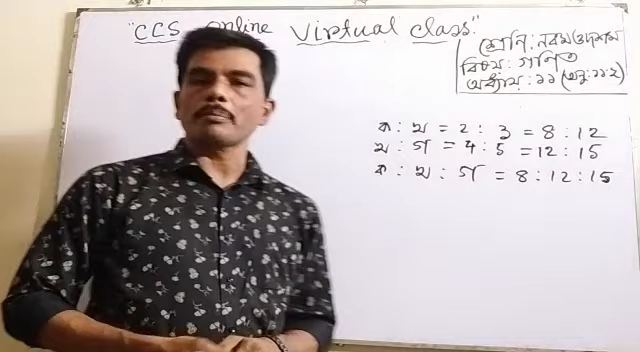 "CCS Online Virtual Class"
শ্রেণি: নবম ও দশম
বিষয়: গণিত
অধ্যায়: ১১ (অনু: ১১.২)
ক : খ = 2 : 3 = 8 : 12
খ : গ = 4 : 5 = 12 : 15
ক : খ : গ = 8 : 12 : 15